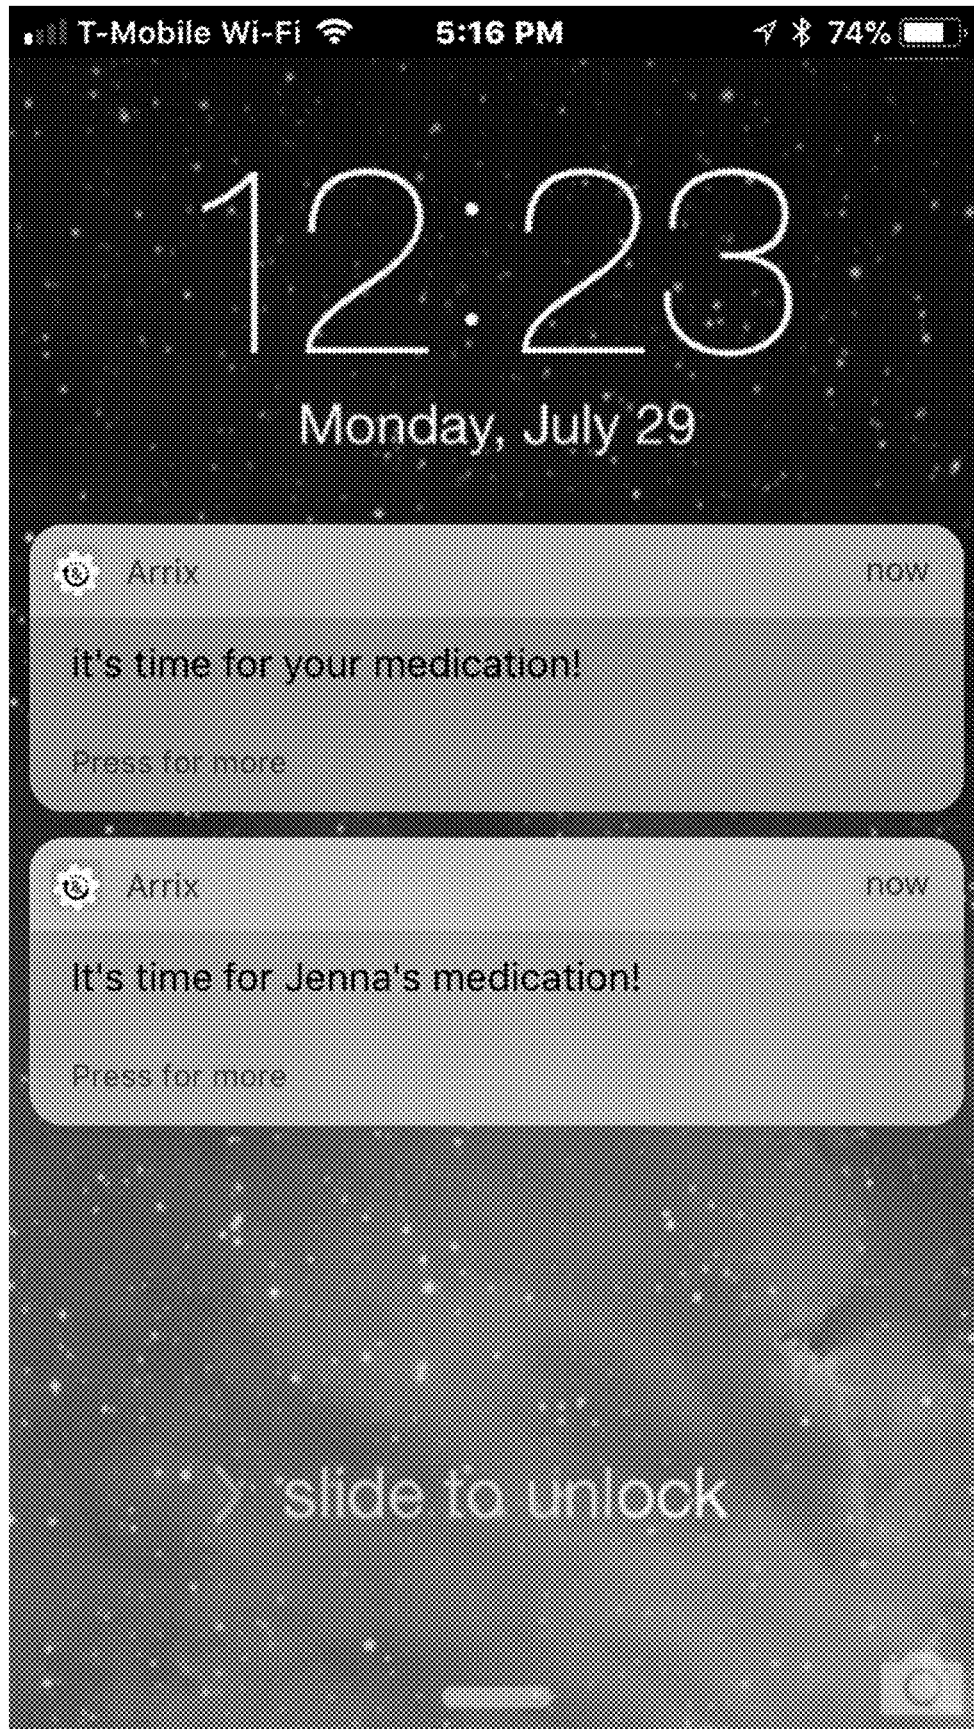 T-Mobile Wi-Fi 5:16 PM 74%
12:23
Monday, July 29
Arrix now
it's time for your medication!
Press for more
Arrix now
It's time for Jenna's medication!
Press for more
slide to unlock